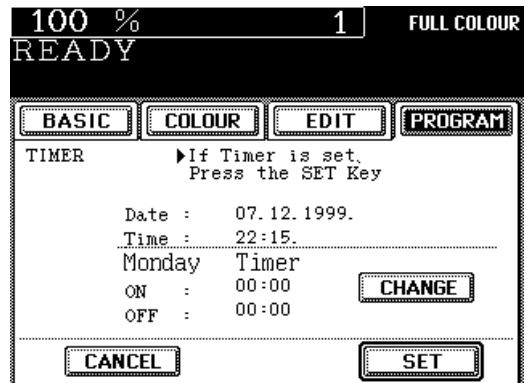 100 % 1 FULL COLOUR
READY
BASIC COLOUR EDIT PROGRAM
TIMER ▶If Timer is set、
Press the SET Key
Date : 07.12.1999.
Time : 22:15.
Monday Timer
ON : 00:00
CHANGE
OFF : 00:00
CANCEL SET